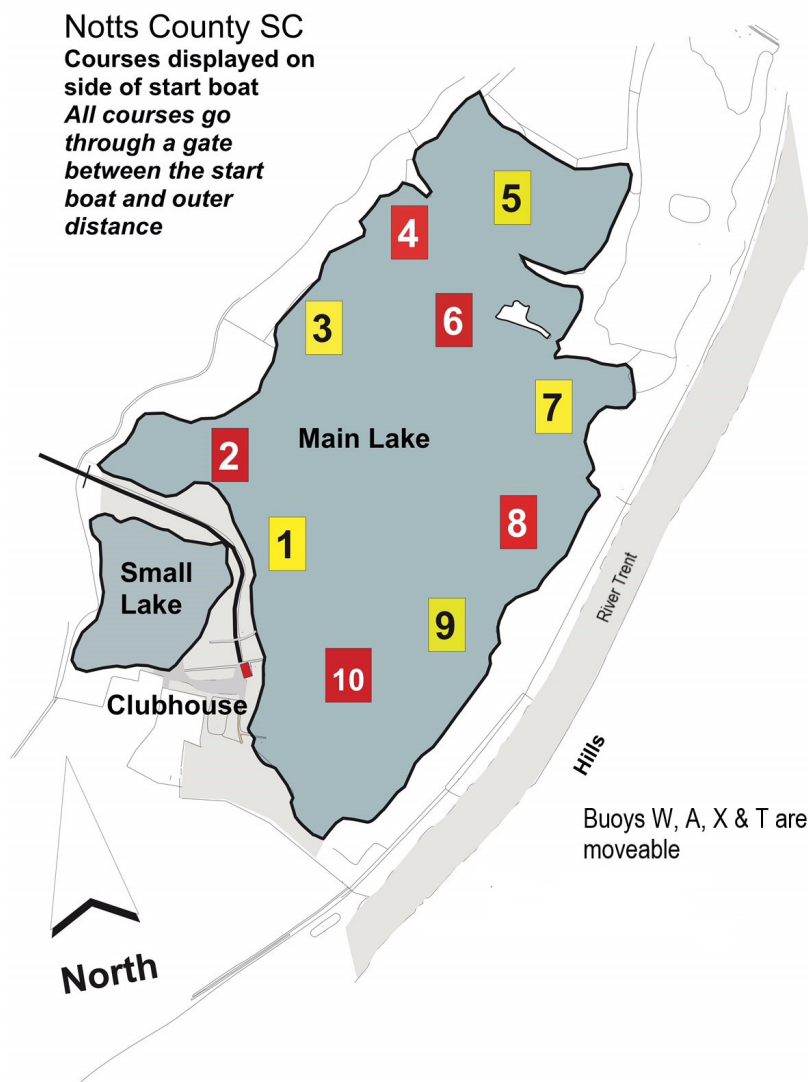 Notts County SC
Courses displayed on
side of start boat
All courses go
through a gate
between the start
boat and outer
distance
5
4
3
6
7
Main Lake
2
8
1
Small
Lake
River Trent
9
10
Clubhouse
Hills
Buoys W, A, X & T are
moveable
North